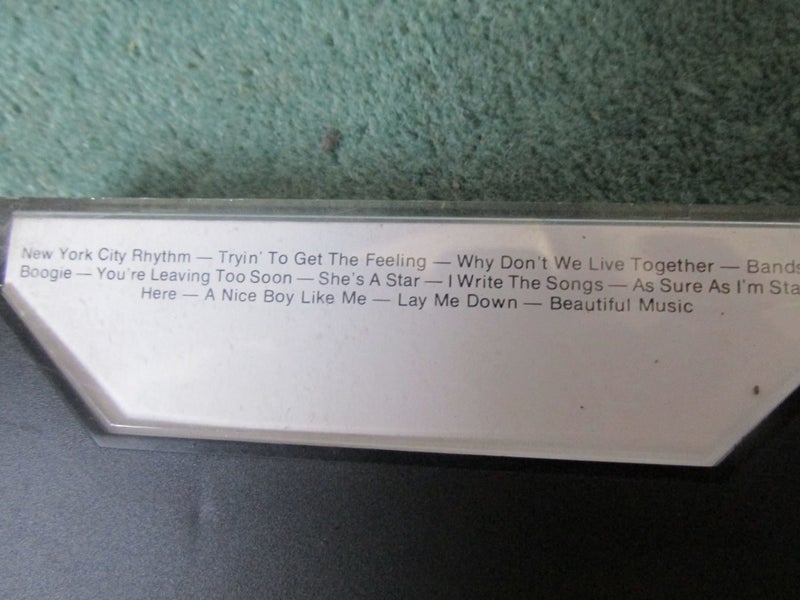 New York City Rhythm — Tryin' To Get The Feeling — Why Don't We Live Together — Bands
Boogie — You're Leaving Too Soon — She's A Star — I Write The Songs — As Sure As I'm Sta
Here — A Nice Boy Like Me — Lay Me Down — Beautiful Music